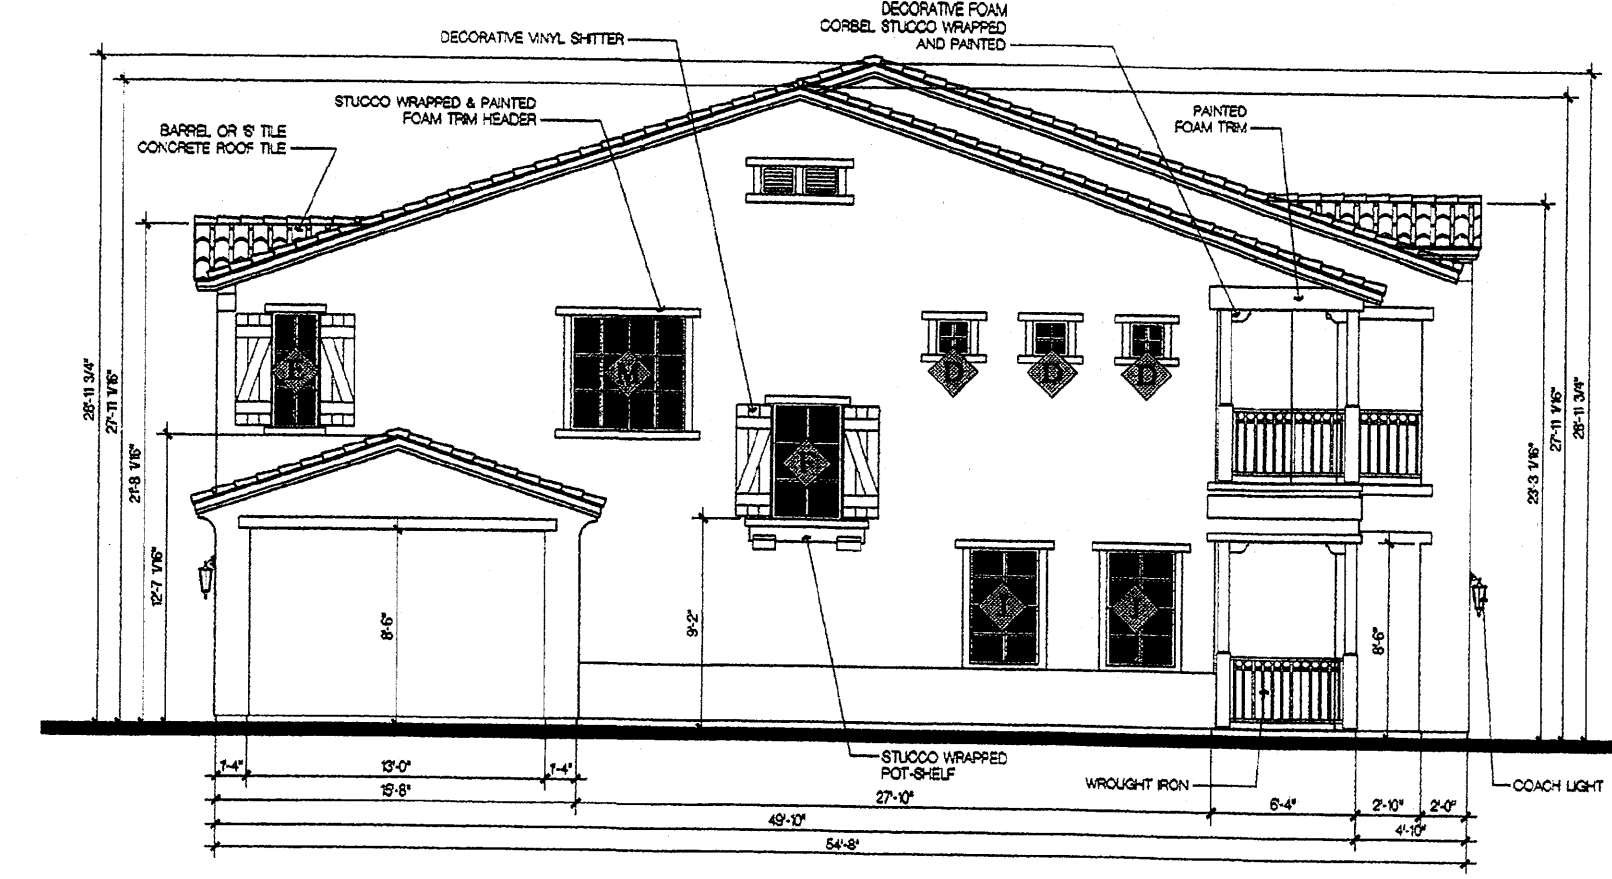 DECORATIVE FOAM
CORBEL STUCCO WRAPPED
AND PAINTED
DECORATIVE VINYL SHITTER
STUCCO WRAPPED & PAINTED
FOAM TRIM HEADER
PAINTED
FOAM TRIM
BARREL OR 'S' TILE
CONCRETE ROOF TILE
28'-11 3/4"
27'-11 1/16"
21'-8 1/16"
12'-7 1/16"
E
M
D
D
D
F
I
I
8'-6"
9'-2"
8'-6"
23'-3 1/16"
27'-11 1/16"
28'-11 3/4"
STUCCO WRAPPED
POT-SHELF
WROUGHT IRON
COACH LIGHT
1'-4"
13'-0"
1'-4"
15'-8"
27'-10"
6'-4"
2'-10"
2'-0"
49'-10"
4'-10"
54'-8"